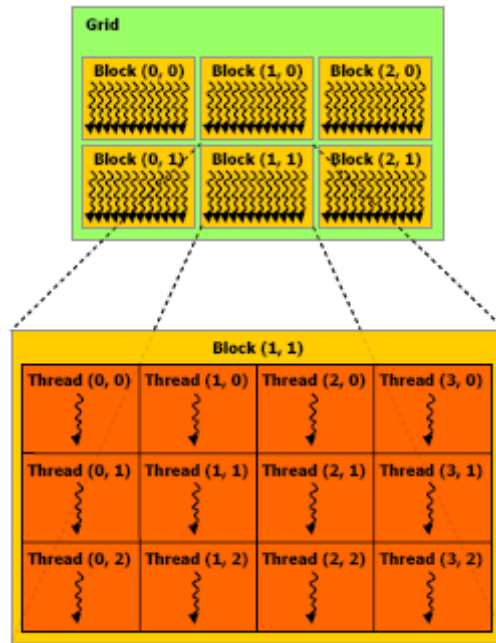 Grid
Block (0, 0) Block (1, 0) Block (2, 0)
Block (0, 1) Block (1, 1) Block (2, 1)
Block (1, 1)
Thread (0, 0) Thread (1, 0) Thread (2, 0) Thread (3, 0)
Thread (0, 1) Thread (1, 1) Thread (2, 1) Thread (3, 1)
Thread (0, 2) Thread (1, 2) Thread (2, 2) Thread (3, 2)